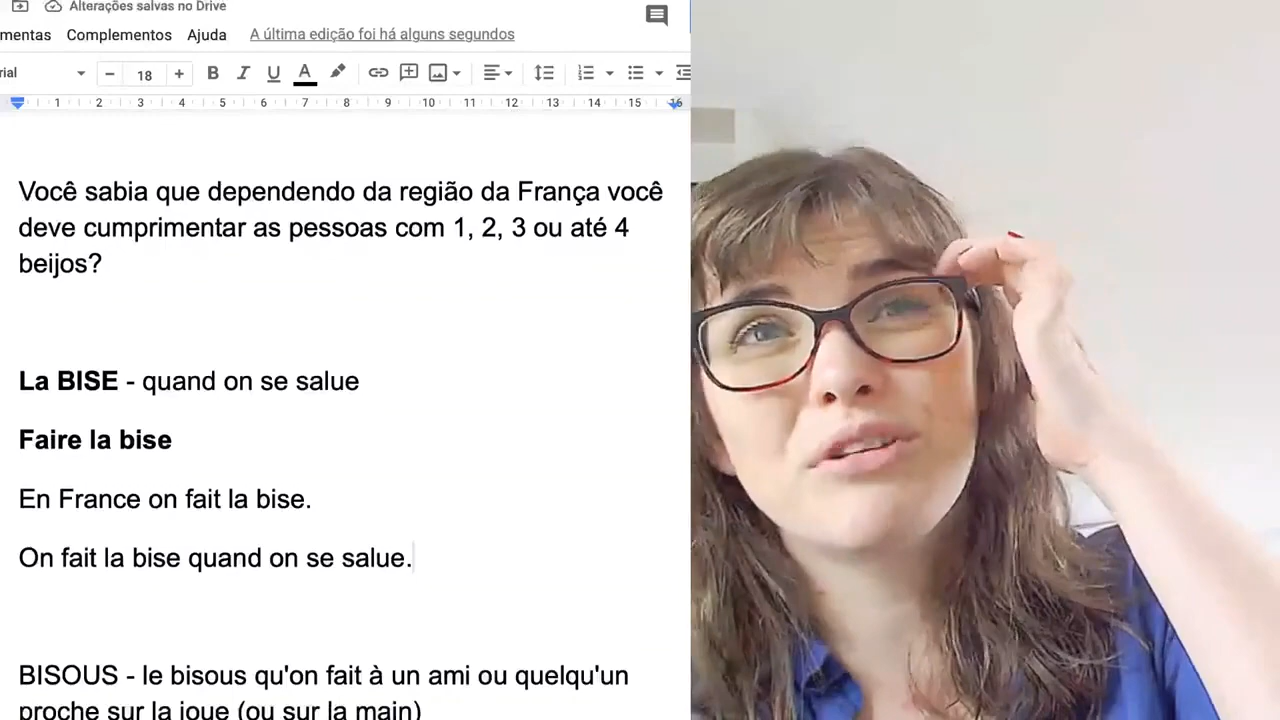 Alterações salvas no Drive
mentas Complementos Ajuda A última edição foi há alguns segundos
rial 18 B I U A
1 2 3 4 5 6 7 8 9 10 11 12 13 14 15 16
Você sabia que dependendo da região da França você
deve cumprimentar as pessoas com 1, 2, 3 ou até 4
beijos?
La BISE - quand on se salue
Faire la bise
En France on fait la bise.
On fait la bise quand on se salue.
BISOUS - le bisous qu'on fait à un ami ou quelqu'un
proche sur la joue (ou sur la main)